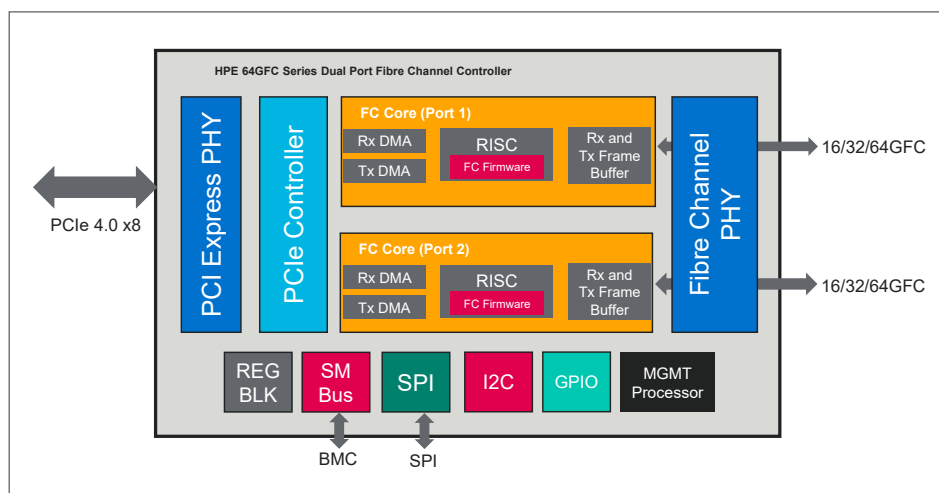 HPE 64GFC Series Dual Port Fibre Channel Controller
PCI Express PHY
PCIe Controller
FC Core (Port 1)
Rx DMA
Tx DMA
RISC
FC Firmware
Rx and
Tx Frame
Buffer
FC Core (Port 2)
Rx DMA
Tx DMA
RISC
FC Firmware
Rx and
Tx Frame
Buffer
Fibre Channel
PHY
16/32/64GFC
16/32/64GFC
PCIe 4.0 x8
REG
BLK
SM
Bus
SPI
I2C
GPIO
MGMT
Processor
BMC
SPI